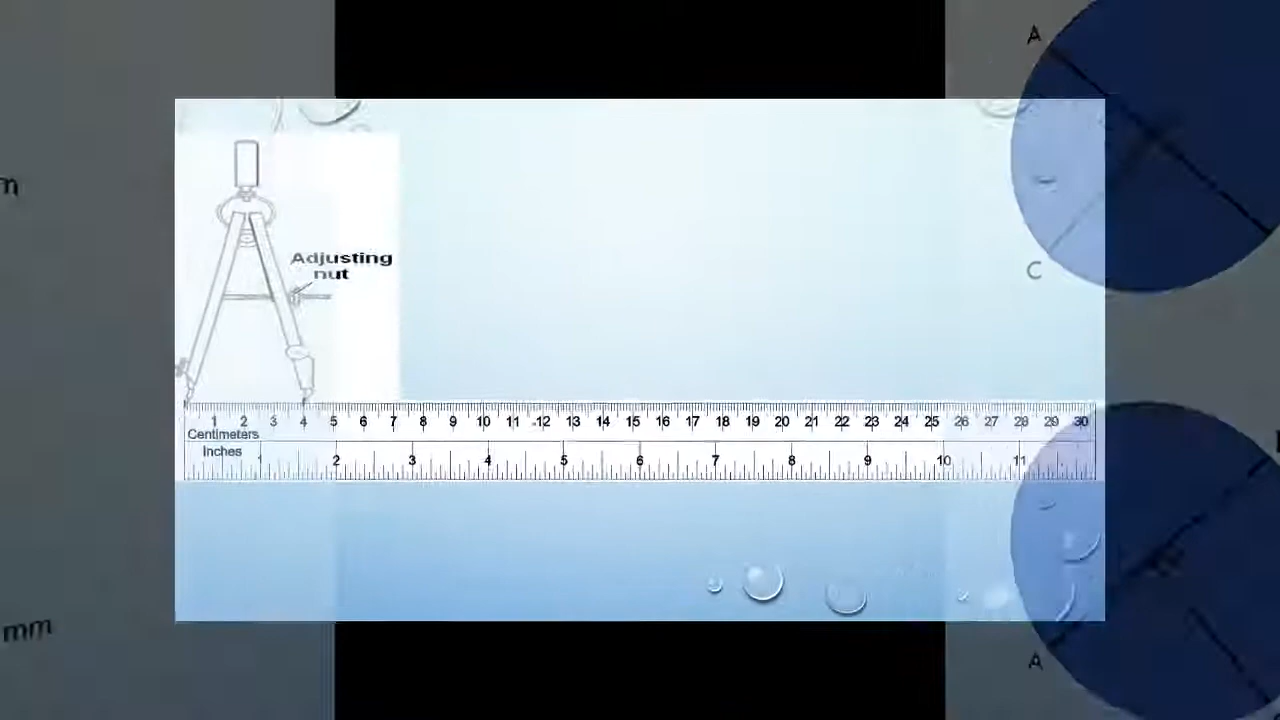 A
m
Adjusting
nut
C
1 2 3 4 5 6 7 8 9 10 11 12 13 14 15 16 17 18 19 20 21 22 23 24 25 26 27 28 29 30
Centimeters
Inches
1 2 3 4 5 6 7 8 9 10 11
mm
A